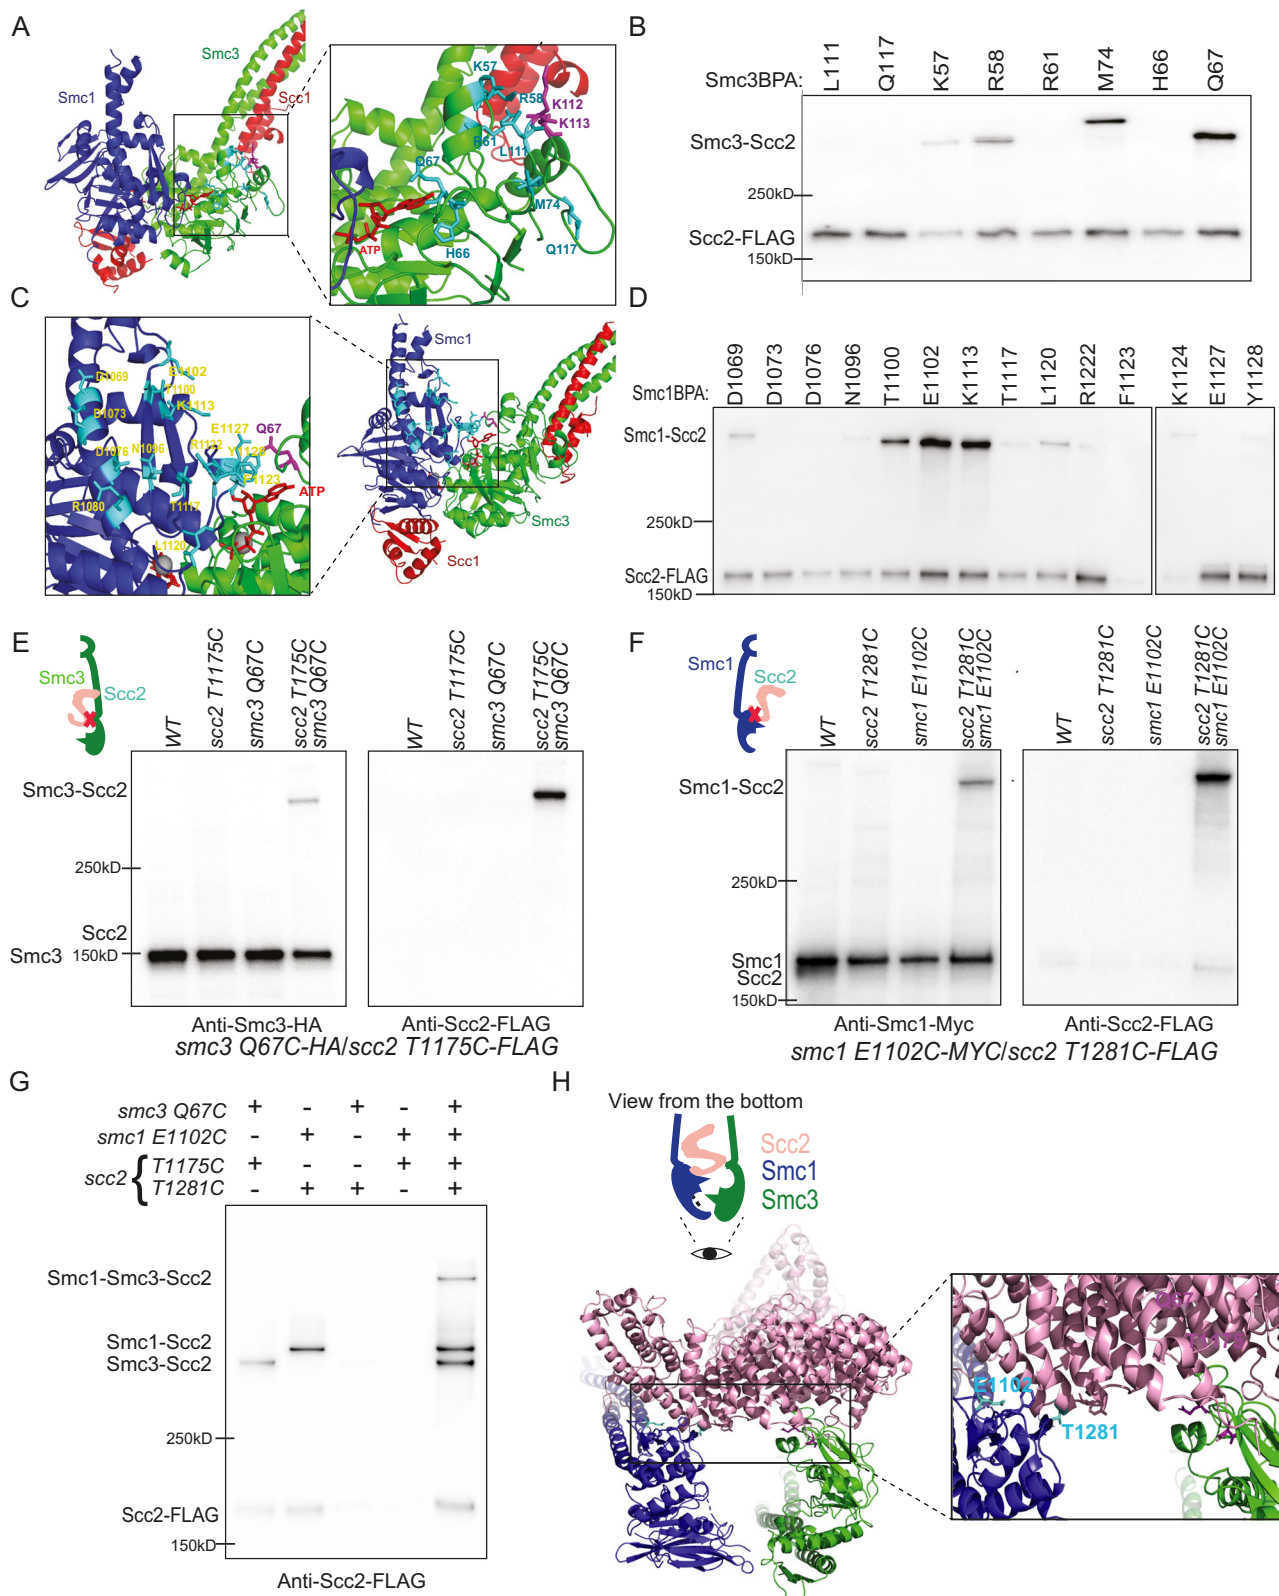 A
Smc3
Smc1
Scc1
K57
R58
K112
K113
R61
L111
Q67
M74
ATP
H66
Q117
B
Smc3BPA:
L111
Q117
K57
R58
R61
M74
H66
Q67
Smc3-Scc2
250kD
Scc2-FLAG
150kD
C
D1069
E1102
T1100
K1113
D1073
E1127
Q67
D1076
N1096
Y1128
F1123
ATP
R1080
T1117
L1120
Smc1
Smc3
Scc1
D
Smc1BPA:
D1069
D1073
D1076
N1096
T1100
E1102
K1113
T1117
L1120
R1222
F1123
K1124
E1127
Y1128
Smc1-Scc2
250kD
Scc2-FLAG
150kD
E
Smc3
Scc2
WT
scc2 T1175C
smc3 Q67C
scc2 T175C
smc3 Q67C
WT
scc2 T1175C
smc3 Q67C
scc2 T175C
smc3 Q67C
Smc3-Scc2
250kD
Scc2
Smc3
150kD
Anti-Smc3-HA
Anti-Scc2-FLAG
smc3 Q67C-HA/scc2 T1175C-FLAG
F
Smc1
Scc2
WT
scc2 T1281C
smc1 E1102C
scc2 T1281C
smc1 E1102C
WT
scc2 T1281C
smc1 E1102C
scc2 T1281C
smc1 E1102C
Smc1-Scc2
250kD
Smc1
Scc2
150kD
Anti-Smc1-Myc
Anti-Scc2-FLAG
smc1 E1102C-MYC/scc2 T1281C-FLAG
G
smc3 Q67C + - + - +
smc1 E1102C - + - + +
scc2 {
T1175C + - - + +
T1281C - + + - +
Smc1-Smc3-Scc2
Smc1-Scc2
Smc3-Scc2
250kD
Scc2-FLAG
150kD
Anti-Scc2-FLAG
H
View from the bottom
Scc2
Smc1
Smc3
Q67
E1102
T1281